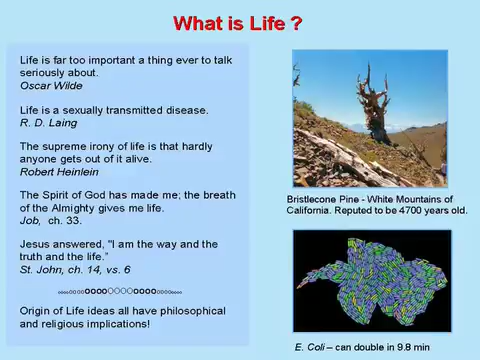 What is Life ?
Life is far too important a thing ever to talk
seriously about.
Oscar Wilde
Life is a sexually transmitted disease.
R. D. Laing
The supreme irony of life is that hardly
anyone gets out of it alive.
Robert Heinlein
The Spirit of God has made me; the breath
of the Almighty gives me life.
Job, ch. 33.
Jesus answered, "I am the way and the
truth and the life.”
St. John, ch. 14, vs. 6
Origin of Life ideas all have philosophical
and religious implications!
Bristlecone Pine - White Mountains of
California. Reputed to be 4700 years old.
E. Coli – can double in 9.8 min